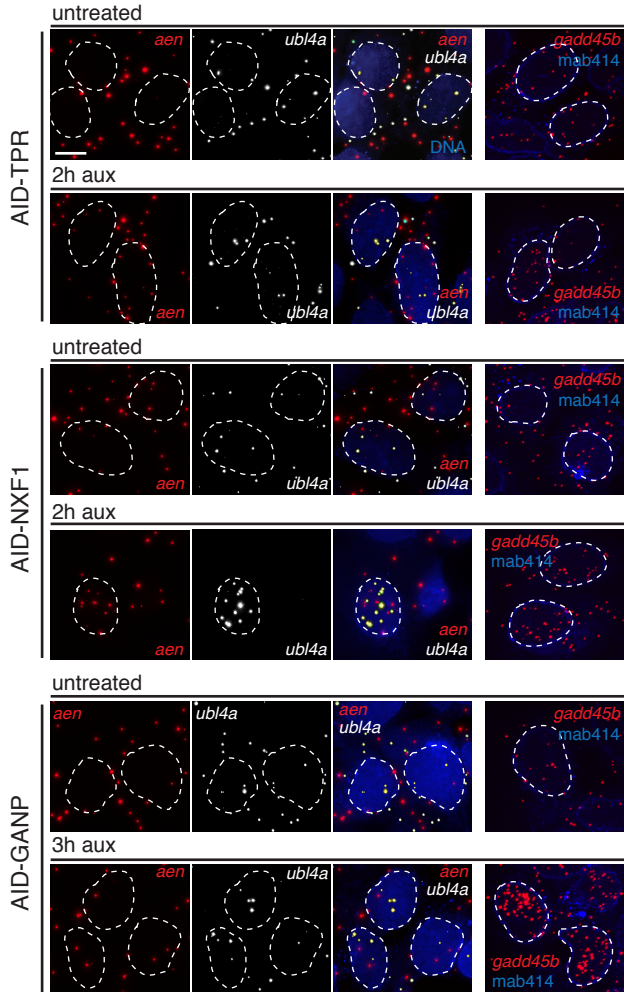 AID-TPR
untreated
aen
ubl4a
aen
ubl4a
DNA
gadd45b
mab414
2h aux
aen
ubl4a
aen
ubl4a
gadd45b
mab414
AID-NXF1
untreated
aen
ubl4a
aen
ubl4a
gadd45b
mab414
2h aux
aen
ubl4a
aen
ubl4a
gadd45b
mab414
AID-GANP
untreated
aen
ubl4a
aen
ubl4a
gadd45b
mab414
3h aux
aen
ubl4a
aen
ubl4a
gadd45b
mab414